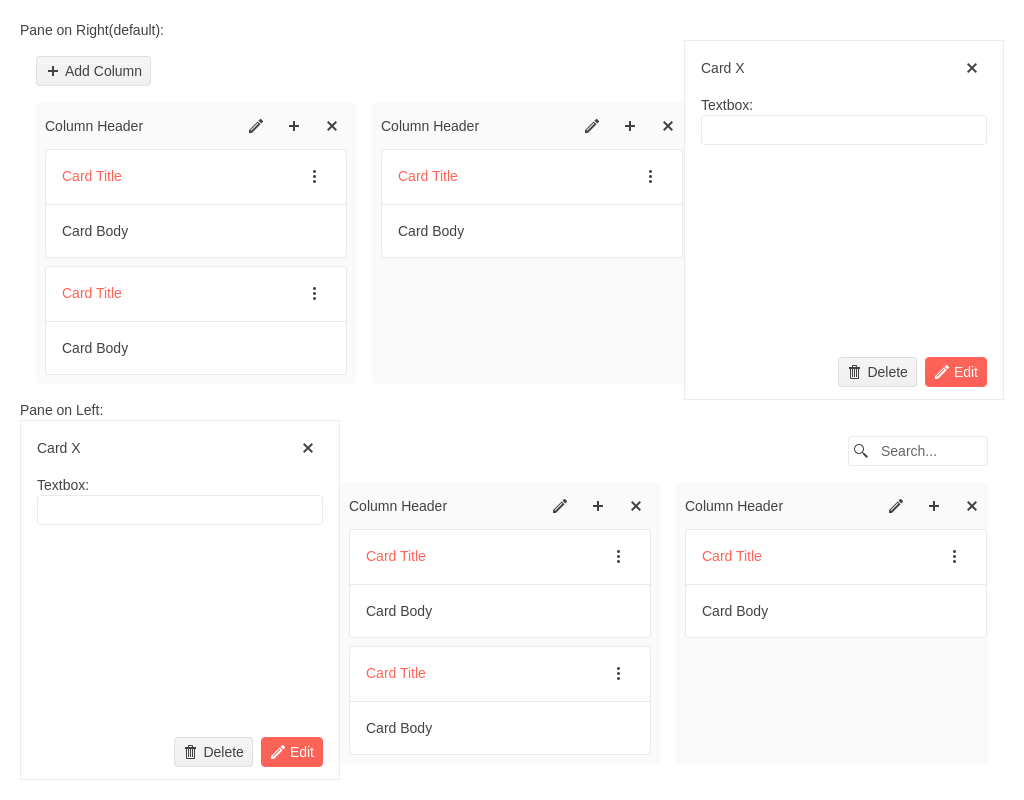 Pane on Right(default):
Add Column
Card X
Textbox:
Column Header
Column Header
Card Title
Card Title
Card Body
Card Body
Card Title
Card Body
Delete
Edit
Pane on Left:
Card X
Search...
Textbox:
Column Header
Column Header
Card Title
Card Title
Card Body
Card Body
Card Title
Card Body
Delete
Edit